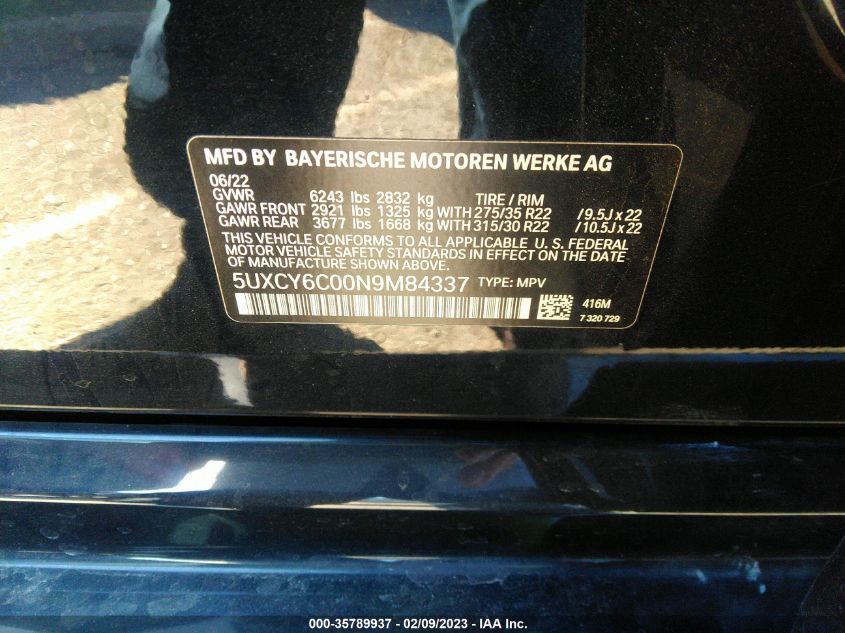 MFD BY BAYERISCHE MOTOREN WERKE AG
06/22
GVWR 6243 lbs 2832 kg TIRE / RIM
GAWR FRONT 2921 lbs 1325 kg WITH 275/35 R22 / 9.5J x 22
GAWR REAR 3677 lbs 1668 kg WITH 315/30 R22 / 10.5J x 22
THIS VEHICLE CONFORMS TO ALL APPLICABLE U. S. FEDERAL
MOTOR VEHICLE SAFETY STANDARDS IN EFFECT ON THE DATE
OF MANUFACTURE SHOWN ABOVE.
5UXCY6C00N9M84337 TYPE: MPV
416M
7 320 729
000-35789937 - 02/09/2023 - IAA Inc.